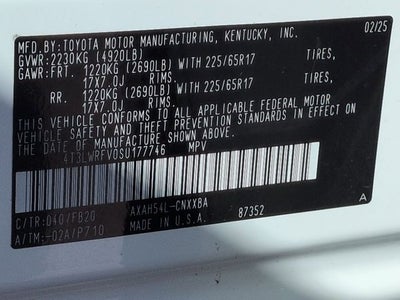 MFD.BY: TOYOTA MOTOR MANUFACTURING, KENTUCKY, INC. 02/25
GVWR: 2230KG (4920LB)
GAWR: FRT. 1220KG (2690LB) WITH 225/65R17 TIRES,
17X7.0J RIMS,
RR. 1220KG (2690LB) WITH 225/65R17 TIRES,
17X7.0J RIMS,
THIS VEHICLE CONFORMS TO ALL APPLICABLE FEDERAL MOTOR
VEHICLE SAFETY AND THEFT PREVENTION STANDARDS IN EFFECT ON
THE DATE OF MANUFACTURE SHOWN ABOVE.
4T3LWRFV0SU177746 MPV
C/TR: 040/FB20 AXAH54L-CNXXBA
A/TM: -02A/P710 MADE IN U.S.A. 87352 A